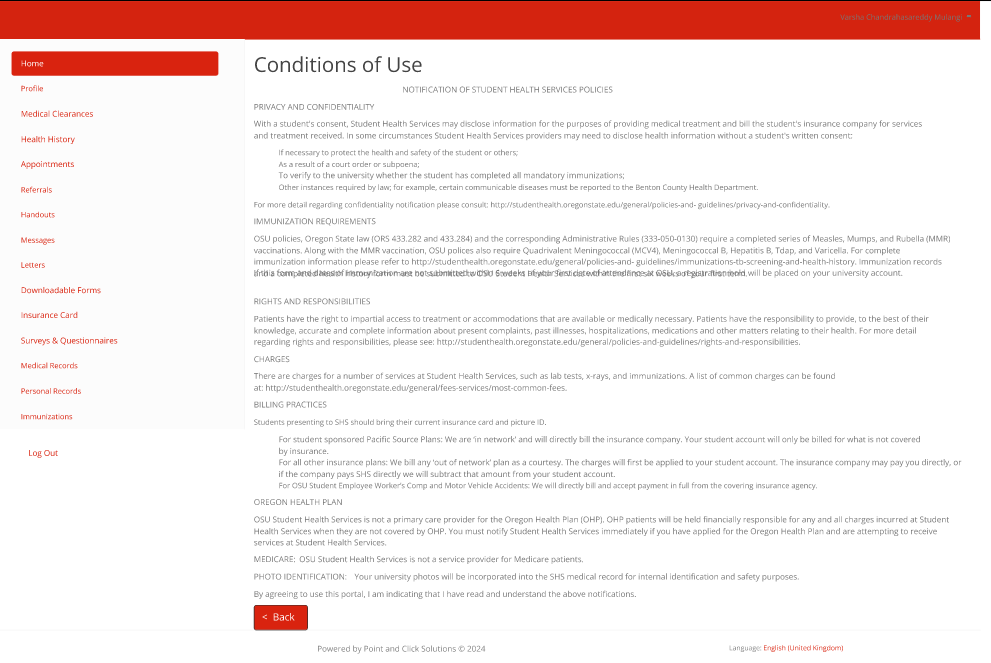 Varsho Chandrahasareddy Mulang-
Home
Profile
Medical Clearances
Health History
Appointments
Referrals
Handouts
Messages
Letters
Downloadable Forms
Insurance Card
Surveys & Questionnaires
Medical Records
Personal Records
Immunizations
Log Out
Conditions of Use
NOTIFICATION OF STUDENT HEALTH SERVICES POLICIES
PRIVACY AND CONFIDENTIALITY
With a student's consent, Student Health Services may disclose information for the purposes of providing medical treatment and bill the student's insurance company for services
and treatment received. In some circumstances Student Health Services providers may need to disclose health information without a student's written consent;
If necessary to protect the health and safety of the student or others;
As a result of a court order or subpoena;
To verify to the university whether the student has completed all mandatory immunizations;
Other instances required by law; for example, certain communicable diseases must be reported to the Benton County Health Department.
For more detail regarding confidentiality notification please consult: http://studenthealth.oregonstate.edu/general/policies-and- guidelines/privacy-and-confidentiality.
IMMUNIZATION REQUIREMENTS
OSU policies, Oregon State law (ORS 433.282 and 433.284) and the corresponding Administrative Rules (333-050-0130) require a completed series of Measles, Mumps, and Rubella (MMR)
vaccinations. Along with the MMR vaccination, OSU polices also require Quadrivalent Meningococcal (MCV4), Meningococcal B, Hepatitis B, Tdap, and Varicella. For complete
immunization information please refer to http://studenthealth.oregonstate.edu/general/policies-and- guidelines/immunizations-tb-screening-and-health-history. Immunization records
will be placed on your university account.
RIGHTS AND RESPONSIBILITIES
Patients have the right to impartial access to treatment or accommodations that are available or medically necessary. Patients have the responsibility to provide, to the best of their
knowledge, accurate and complete information about present complaints, past illnesses, hospitalizations, medications and other matters relating to their health. For more detail
regarding rights and responsibilities, please see: http://studenthealth.oregonstate.edu/general/policies-and-guidelines/rights-and-responsibilities.
CHARGES
There are charges for a number of services at Student Health Services, such as lab tests, x-rays, and immunizations. A list of common charges can be found
at: http://studenthealth.oregonstate.edu/general/fees-services/most-common-fees.
BILLING PRACTICES
Students presenting to SHS should bring their current insurance card and picture ID.
For student sponsored Pacific Source Plans: We are 'in network' and will directly bill the insurance company. Your student account will only be billed for what is not covered
by insurance.
For all other insurance plans: We bill any 'out of network' plan as a courtesy. The charges will first be applied to your student account. The insurance company may pay you directly, or
if the company pays SHS directly we will subtract that amount from your student account.
For OSU Student Employee Worker's Comp and Motor Vehicle Accidents: We will directly bill and accept payment in full from the covering insurance agency.
OREGON HEALTH PLAN
OSU Student Health Services is not a primary care provider for the Oregon Health Plan (OHP). OHP patients will be held financially responsible for any and all charges incurred at Student
Health Services when they are not covered by OHP. You must notify Student Health Services immediately if you have applied for the Oregon Health Plan and are attempting to receive
services at Student Health Services.
MEDICARE: OSU Student Health Services is not a service provider for Medicare patients.
PHOTO IDENTIFICATION: Your university photos will be incorporated into the SHS medical record for internal identification and safety purposes.
By agreeing to use this portal, I am indicating that I have read and understand the above notifications.
< Back
Powered by Point and Click Solutions © 2024
Language: English (United Kingdom)